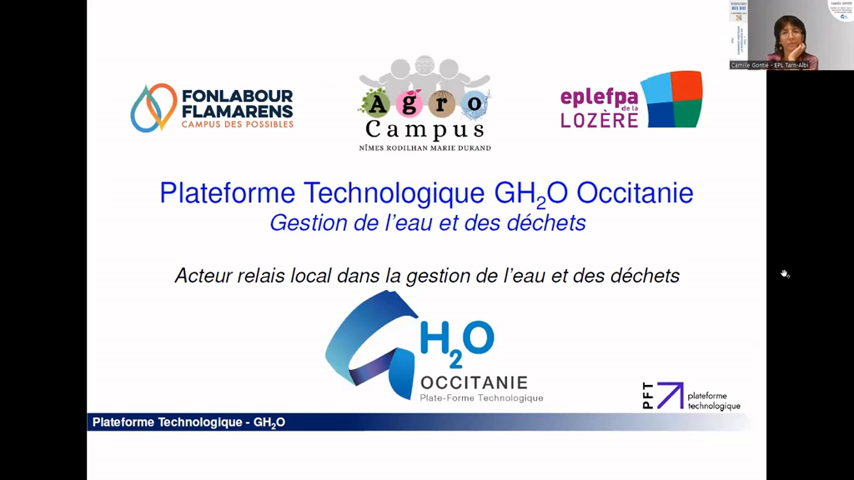 FONLABOUR
FLAMARENS
CAMPUS DES POSSIBLES
Agro
Campus
NÎMES RODILHAN MARIE DURAND
eplefpa
de la
LOZÈRE
Plateforme Technologique GH2O Occitanie
Gestion de l'eau et des déchets
Acteur relais local dans la gestion de l'eau et des déchets
GH2O
OCCITANIE
Plate-Forme Technologique
PFT
plateforme
technologique
Plateforme Technologique - GH2O
Camille Gontié - EPL Tarn-Albi